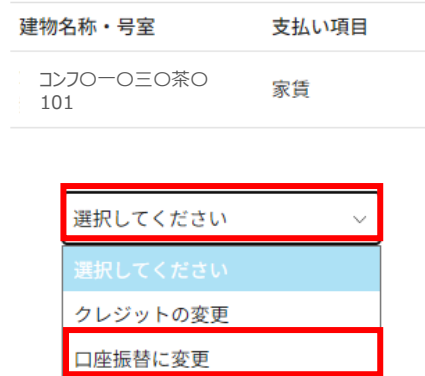 建物名称・号室 支払い項目
コンフ〇ー〇三〇茶〇
101
家賃
選択してください
選択してください
クレジットの変更
口座振替に変更